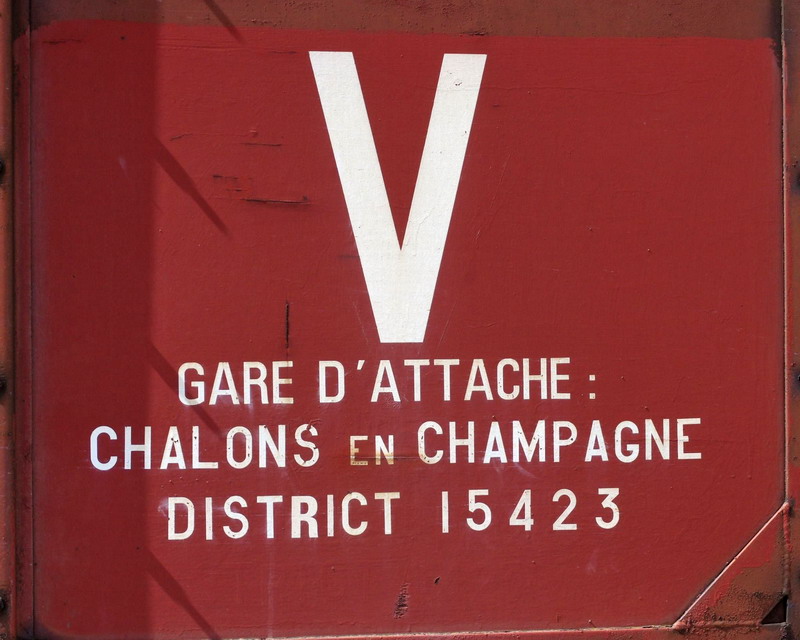 V
GARE D'ATTACHE :
CHALONS EN CHAMPAGNE
DISTRICT 15423